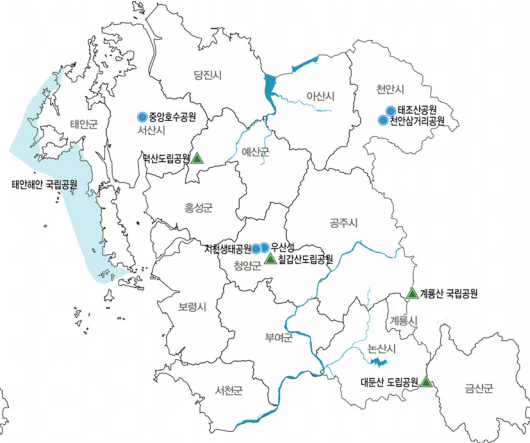 당진시
아산시
천안시
태조산공원
천안삼거리공원
중앙호수공원
서산시
태안군
예산군
덕산도립공원
태안해안 국립공원
홍성군
공주시
지천생태공원
우산성
칠갑산도립공원
청양군
계룡산 국립공원
보령시
계룡시
부여군
논산시
대둔산 도립공원
서천군
금산군